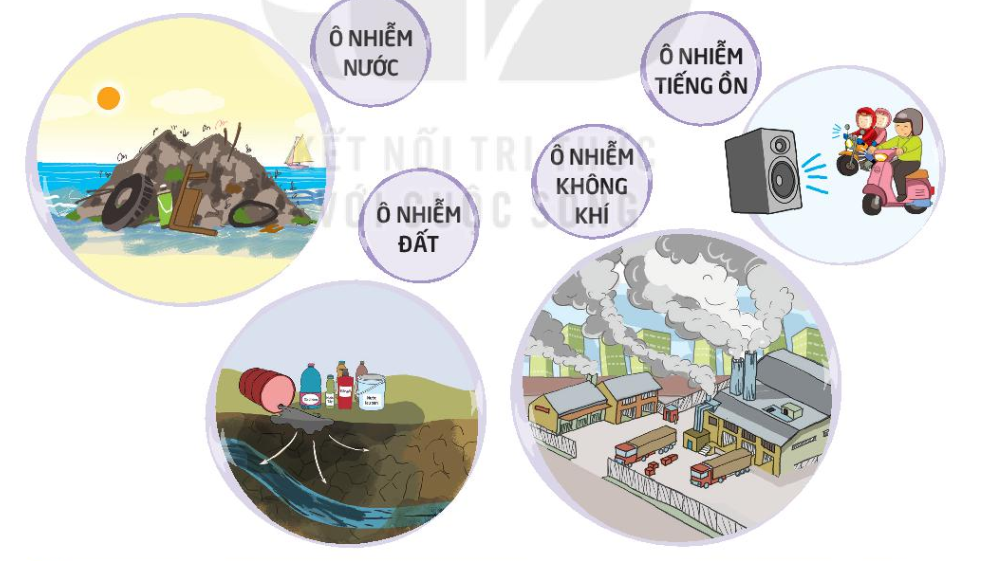 Ô NHIỄM
NƯỚC
Ô NHIỄM
TIẾNG ỒN
KẾT NỐI TRI THỨC
VỚI CUỘC SỐNG
Ô NHIỄM
KHÔNG
KHÍ
Ô NHIỄM
ĐẤT